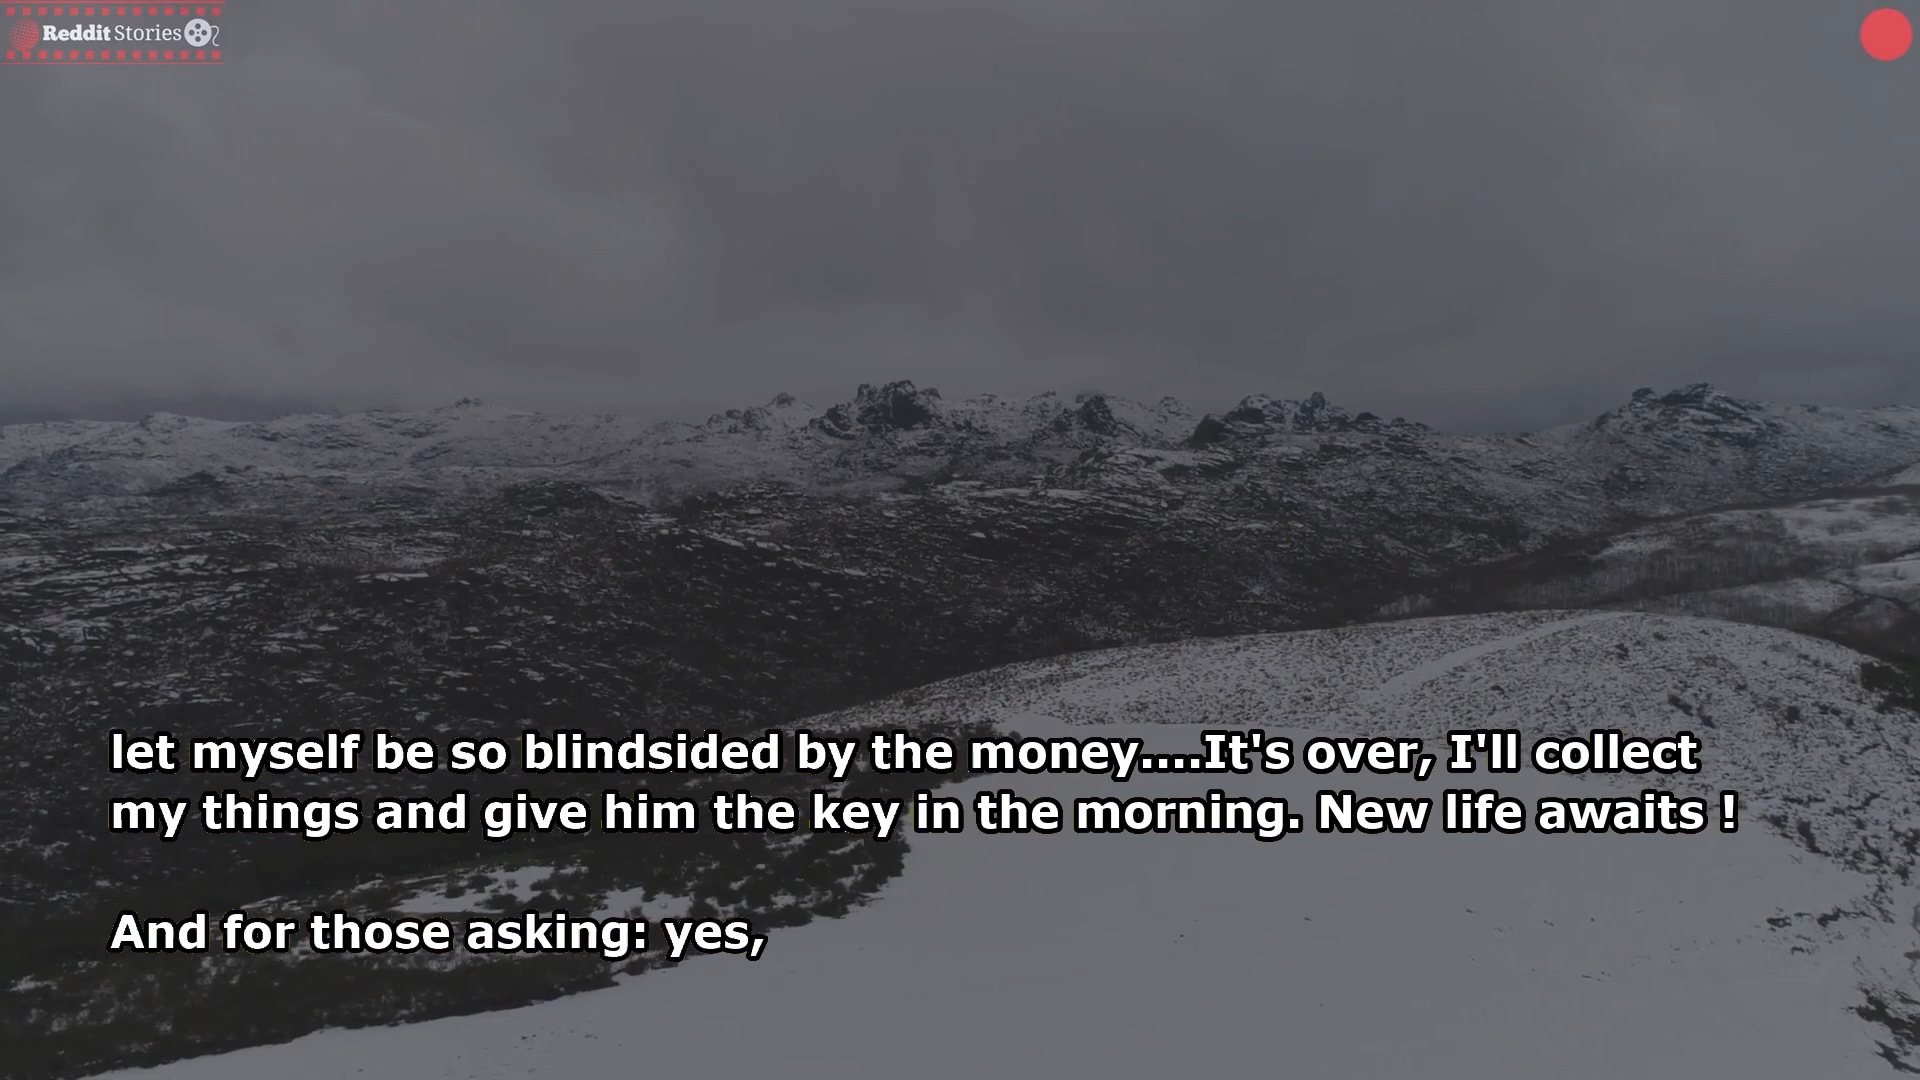 Reddit Stories
let myself be so blindsided by the money....It's over, I'll collect
my things and give him the key in the morning. New life awaits !
And for those asking: yes,